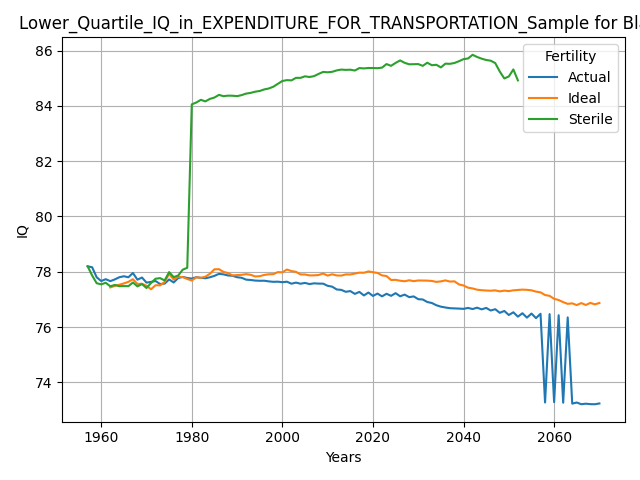 Lower_Quartile_IQ_in_EXPENDITURE_FOR_TRANSPORTATION_Sample for Bl
Fertility
Actual
Ideal
Sterile
IQ
86
84
82
80
78
76
74
1960
1980
2000
2020
2040
2060
Years